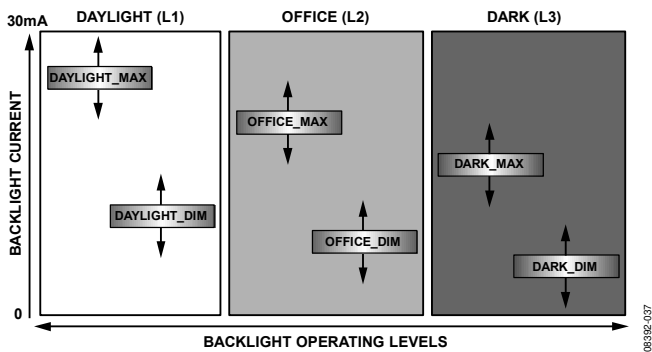 30mA
DAYLIGHT (L1)
OFFICE (L2)
DARK (L3)
DAYLIGHT_MAX
OFFICE_MAX
DARK_MAX
DAYLIGHT_DIM
OFFICE_DIM
DARK_DIM
BACKLIGHT CURRENT
0
BACKLIGHT OPERATING LEVELS
08392-037